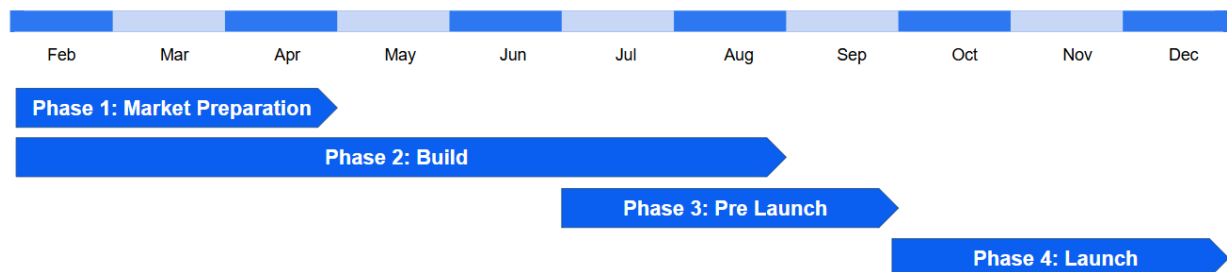 Feb Mar Apr May Jun Jul Aug Sep Oct Nov Dec
Phase 1: Market Preparation
Phase 2: Build
Phase 3: Pre Launch
Phase 4: Launch